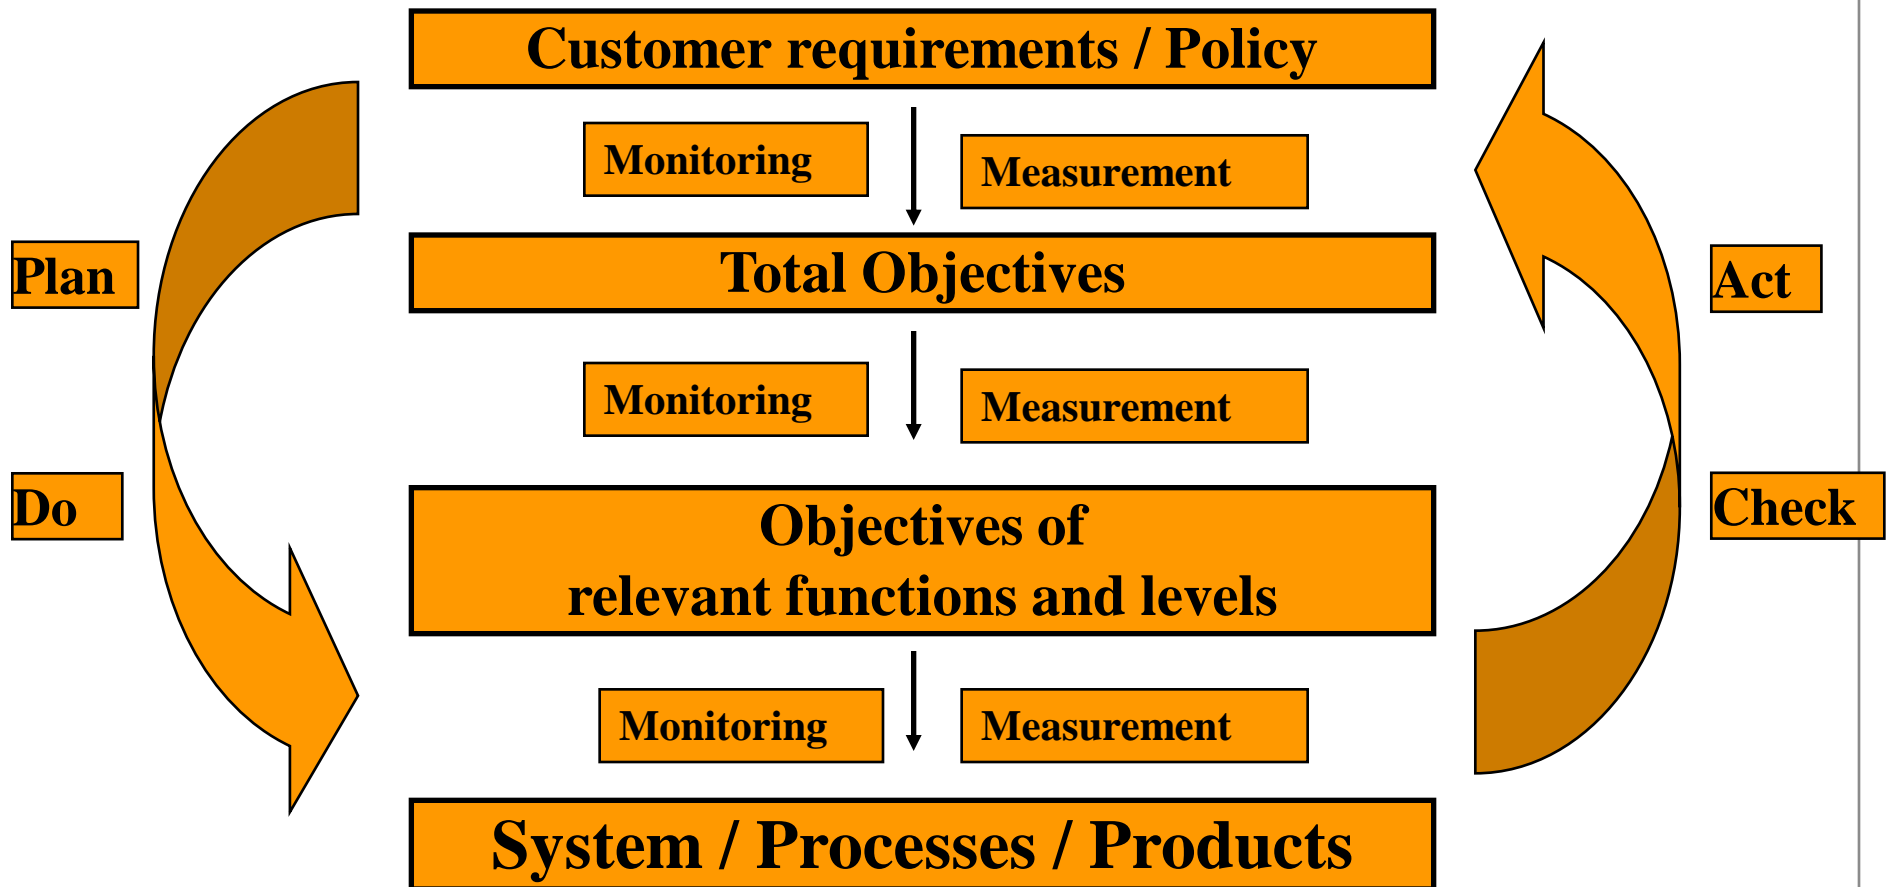 Customer requirements / Policy
Monitoring
Measurement
Plan
Total Objectives
Act
Monitoring
Measurement
Do
Objectives of
relevant functions and levels
Check
Monitoring
Measurement
System / Processes / Products